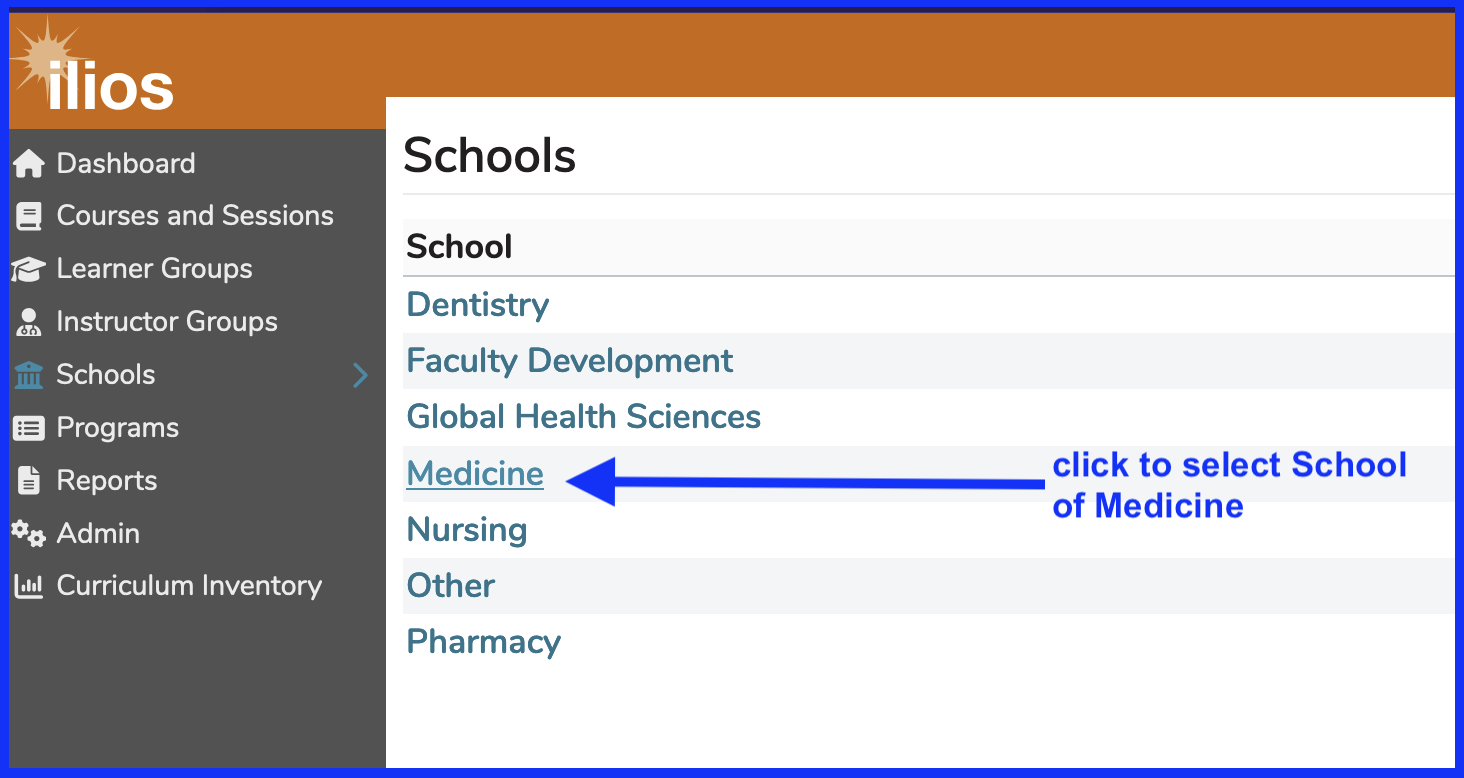 ilios
Dashboard
Courses and Sessions
Learner Groups
Instructor Groups
Schools
Programs
Reports
Admin
Curriculum Inventory
Schools
School
Dentistry
Faculty Development
Global Health Sciences
Medicine
click to select School
of Medicine
Nursing
Other
Pharmacy